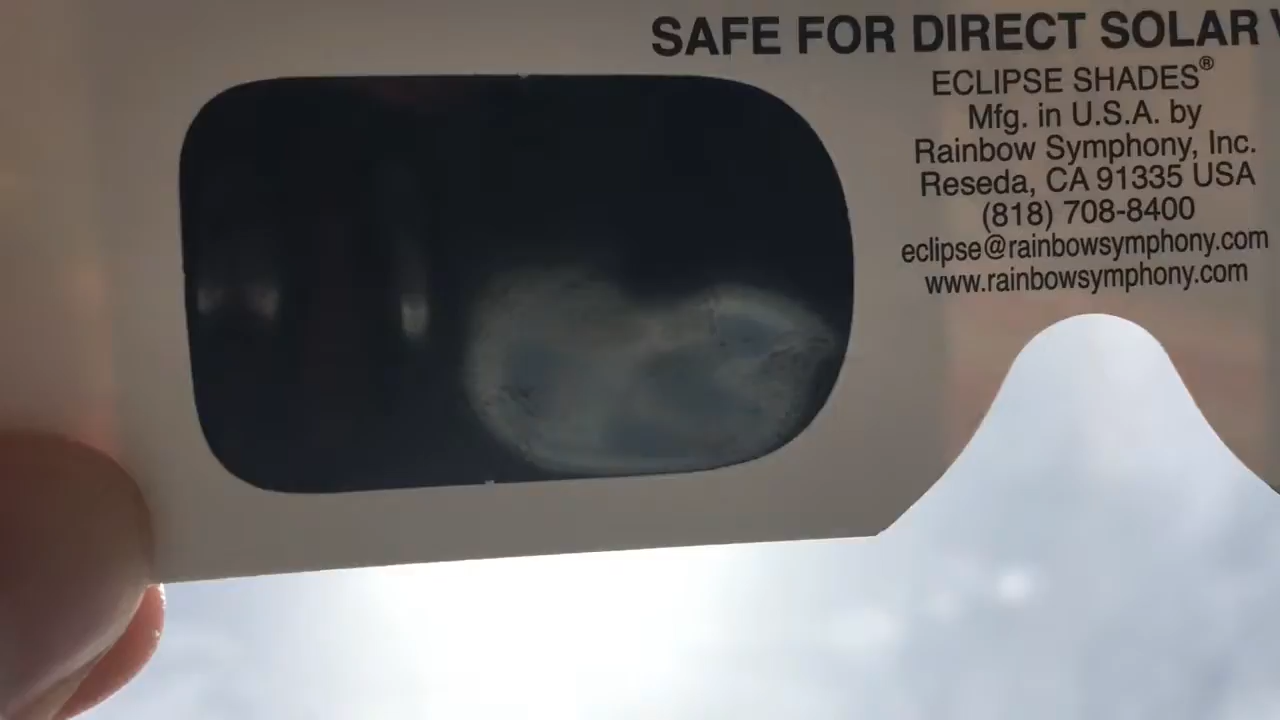 SAFE FOR DIRECT SOLAR
ECLIPSE SHADES®
Mfg. in U.S.A. by
Rainbow Symphony, Inc.
Reseda, CA 91335 USA
(818) 708-8400
eclipse@rainbowsymphony.com
www.rainbowsymphony.com